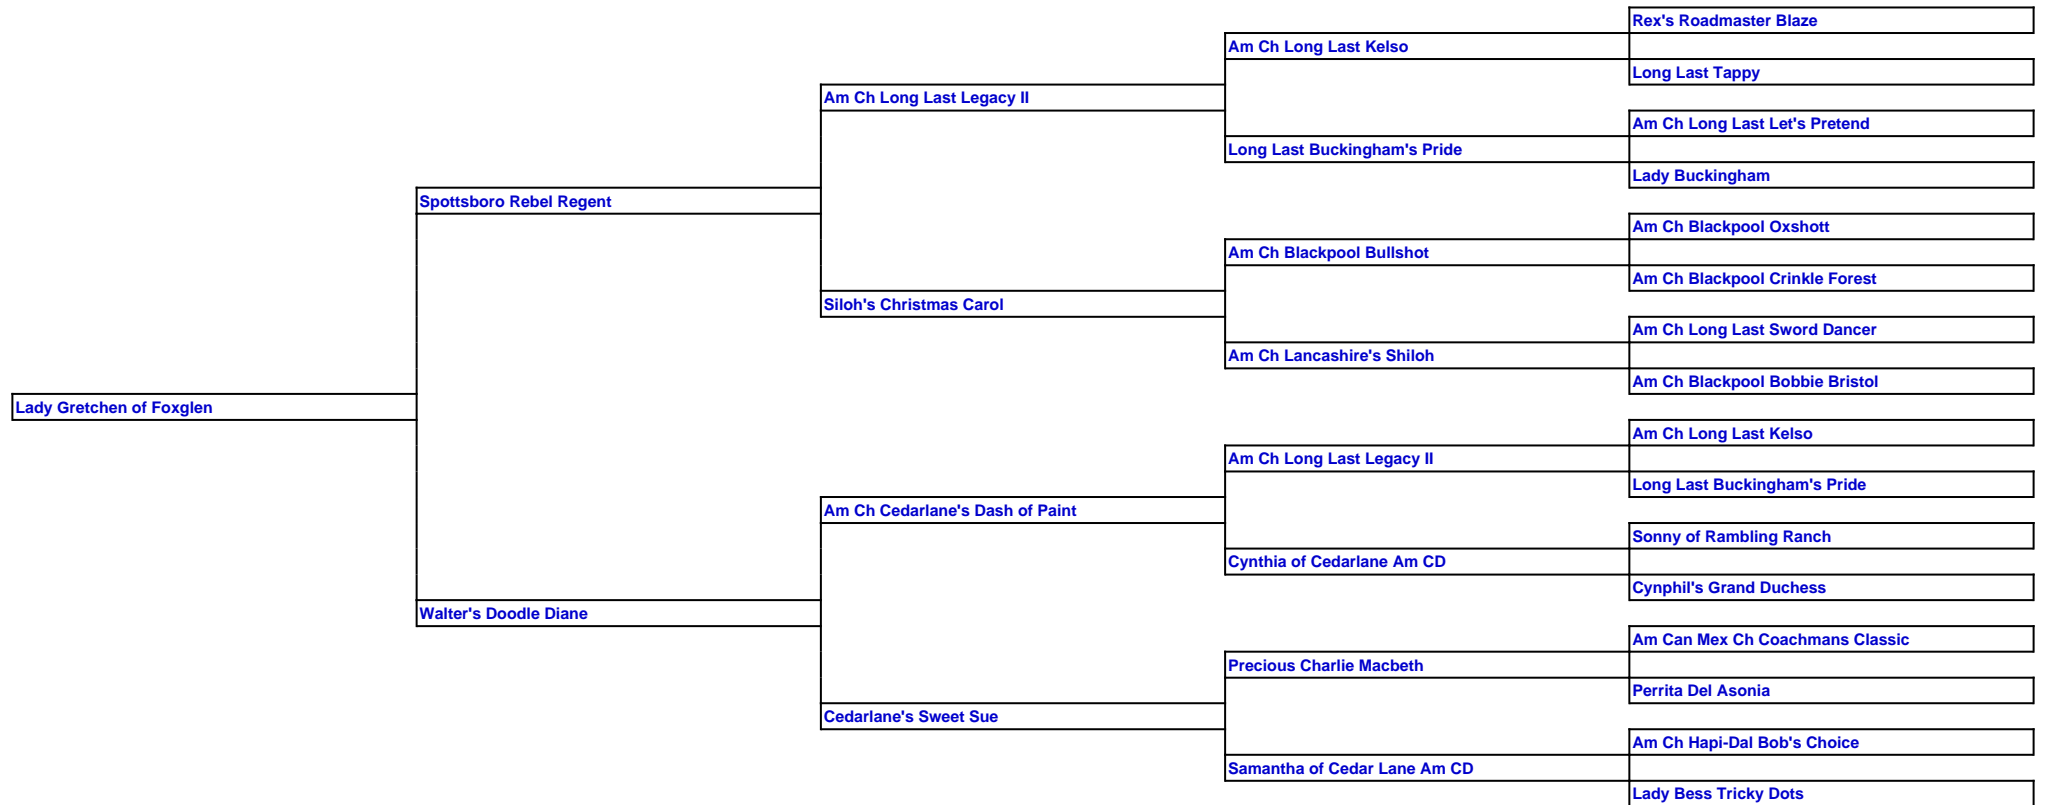 Rex's Roadmaster Blaze
Am Ch Long Last Kelso
Long Last Tappy
Am Ch Long Last Legacy II
Am Ch Long Last Let's Pretend
Long Last Buckingham's Pride
Lady Buckingham
Spottsboro Rebel Regent
Am Ch Blackpool Oxshott
Am Ch Blackpool Bullshot
Am Ch Blackpool Crinkle Forest
Siloh's Christmas Carol
Am Ch Long Last Sword Dancer
Am Ch Lancashire's Shiloh
Am Ch Blackpool Bobbie Bristol
Lady Gretchen of Foxglen
Am Ch Long Last Kelso
Am Ch Long Last Legacy II
Long Last Buckingham's Pride
Am Ch Cedarlane's Dash of Paint
Sonny of Rambling Ranch
Cynthia of Cedarlane Am CD
Cynphil's Grand Duchess
Walter's Doodle Diane
Am Can Mex Ch Coachmans Classic
Precious Charlie Macbeth
Perrita Del Asonia
Cedarlane's Sweet Sue
Am Ch Hapi-Dal Bob's Choice
Samantha of Cedar Lane Am CD
Lady Bess Tricky Dots